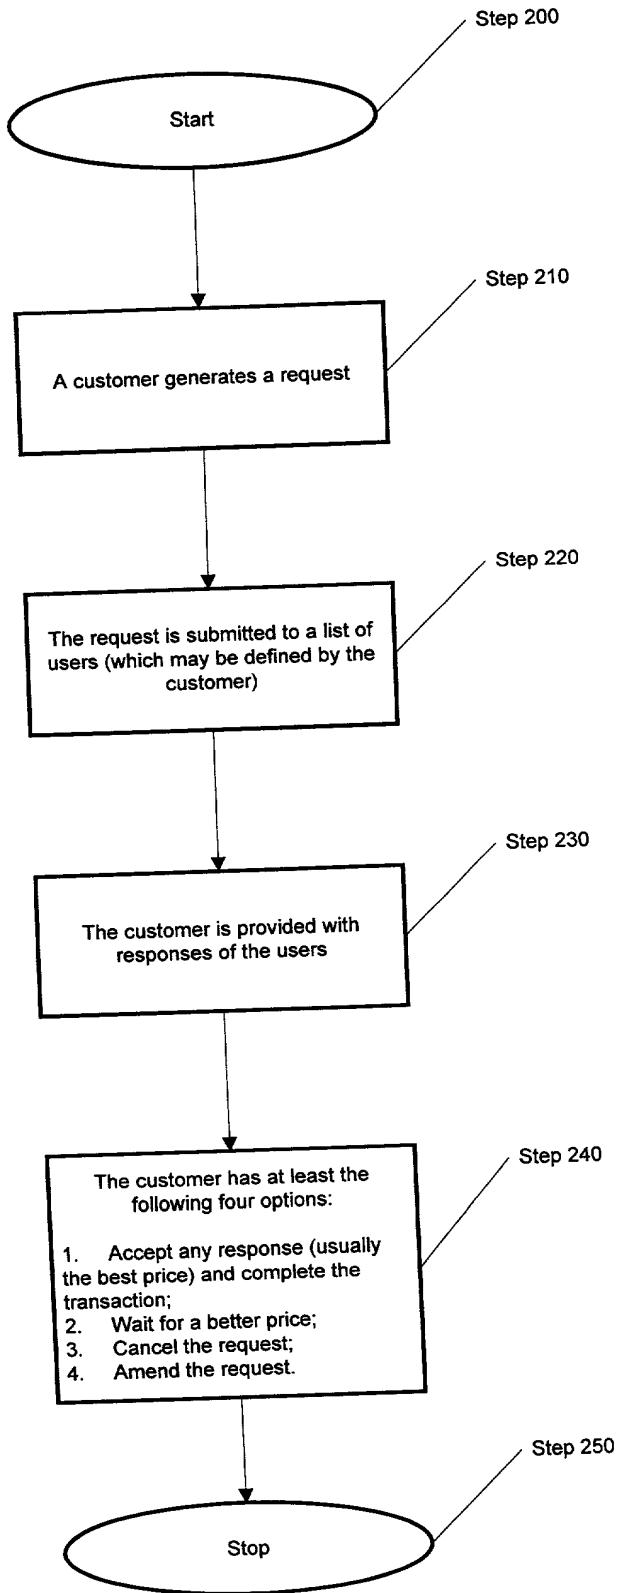 Step 200
Start
Step 210
A customer generates a request
Step 220
The request is submitted to a list of
users (which may be defined by the
customer)
Step 230
The customer is provided with
responses of the users
Step 240
The customer has at least the
following four options:
1. Accept any response (usually
the best price) and complete the
transaction;
2. Wait for a better price;
3. Cancel the request;
4. Amend the request.
Step 250
Stop